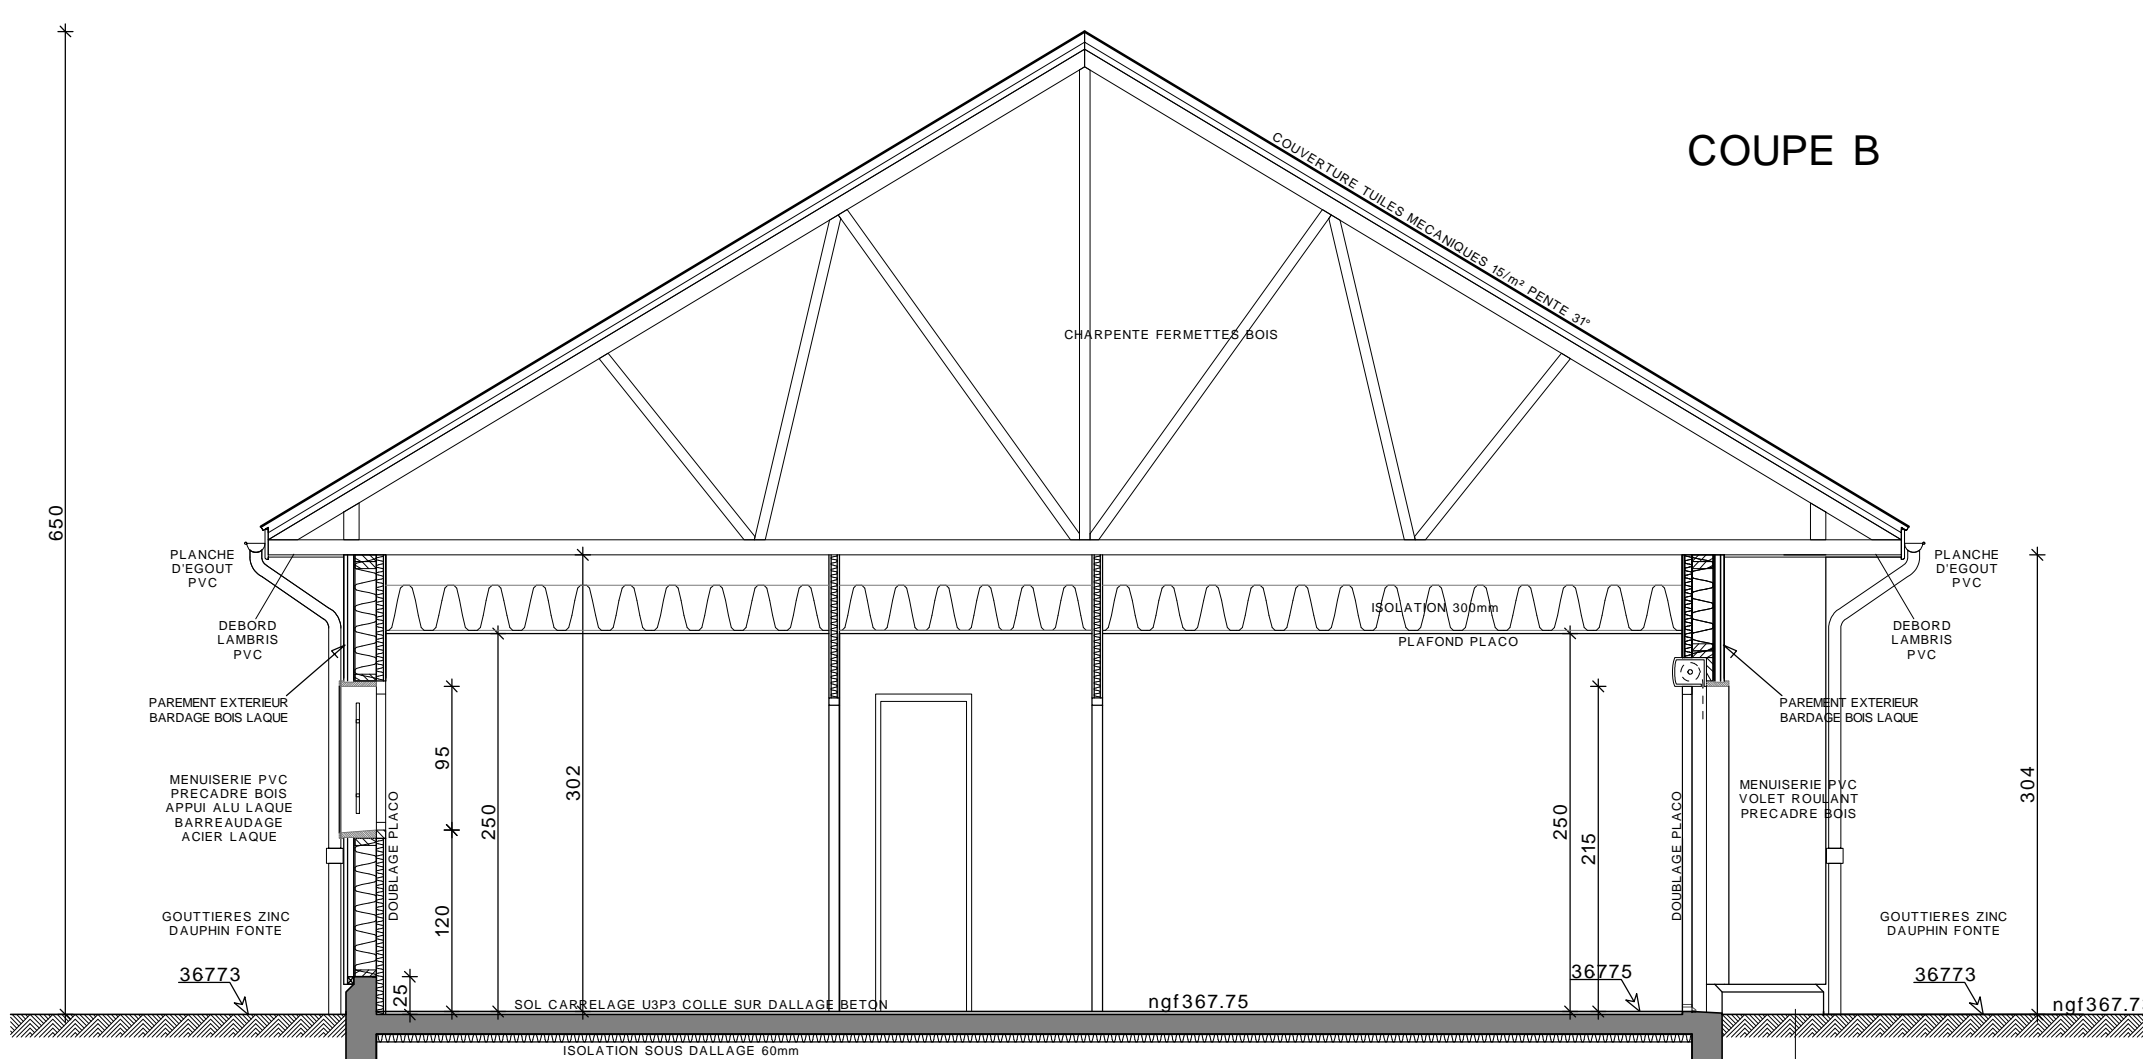 COUPE B
COUVERTURE TUILES MECANIQUES 15/m² PENTE 31°
CHARPENTE FERMETTES BOIS
650
PLANCHE
D'EGOUT
PVC
PLANCHE
D'EGOUT
PVC
ISOLATION 300mm
PLAFOND PLACO
DEBORD
LAMBRIS
PVC
DEBORD
LAMBRIS
PVC
PAREMENT EXTERIEUR
BARDAGE BOIS LAQUE
PAREMENT EXTERIEUR
BARDAGE BOIS LAQUE
95
302
250
250
215
304
MENUISERIE PVC
PRECADRE BOIS
APPUI ALU LAQUE
BARREAUDAGE
ACIER LAQUE
MENUISERIE PVC
VOLET ROULANT
PRECADRE BOIS
DOUBLAGE PLACO
DOUBLAGE PLACO
120
GOUTTIERES ZINC
DAUPHIN FONTE
GOUTTIERES ZINC
DAUPHIN FONTE
36773
36775
36773
25
SOL CARRELAGE U3P3 COLLE SUR DALLAGE BETON
ngf367.75
ngf367.7
ISOLATION SOUS DALLAGE 60mm